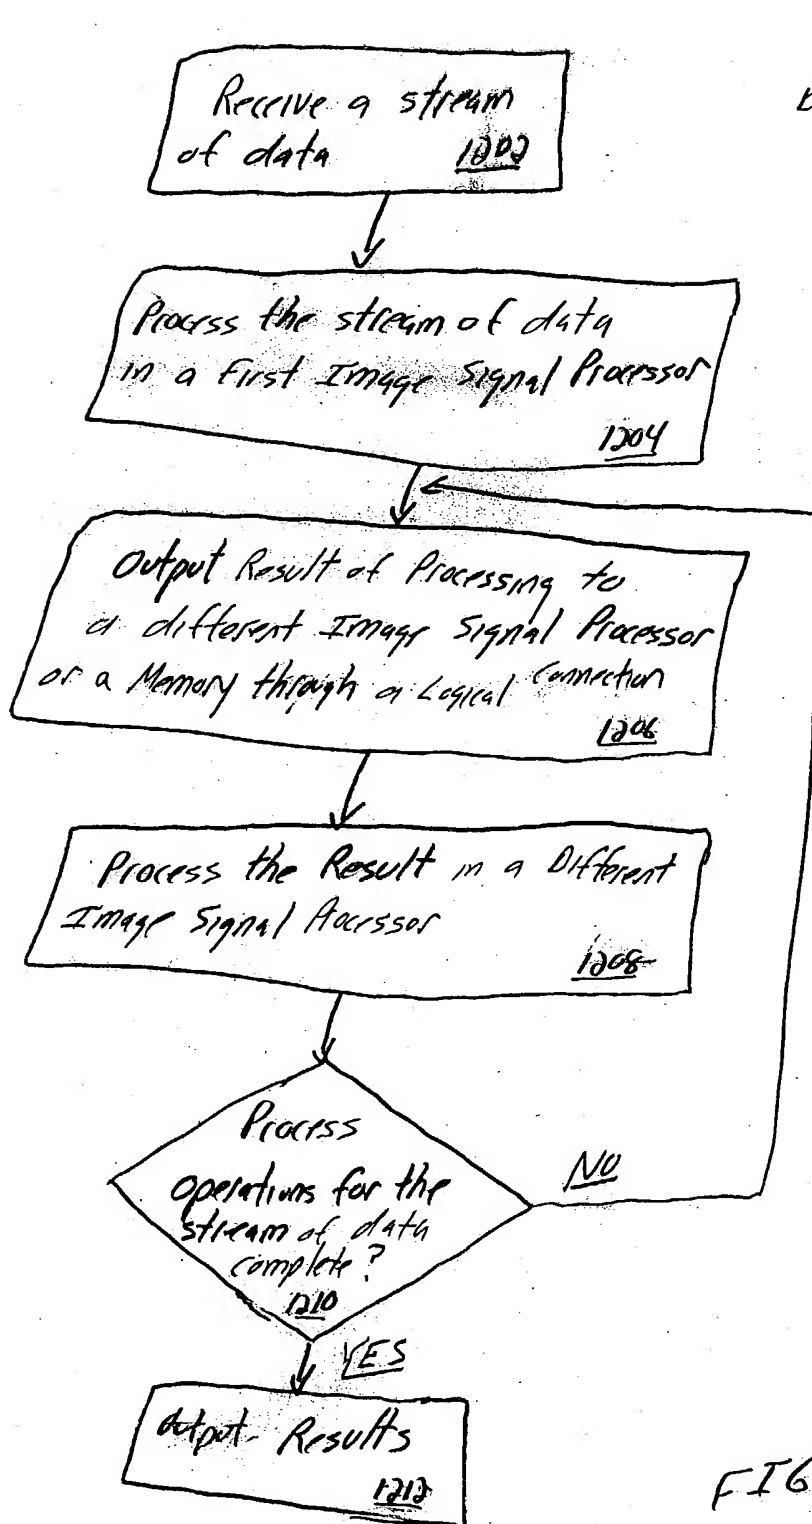 Receive a stream
of data 1202
Process the stream of data
in a First Image Signal Processor
1204
Output Result of Processing to
a different Image Signal Processor
or a Memory through a Logical Connection
1206
Process the Result in a Different
Image Signal Processor
1208
Process
operations for the
stream of data
complete?
1210
NO
YES
Output Results
1212
FIG